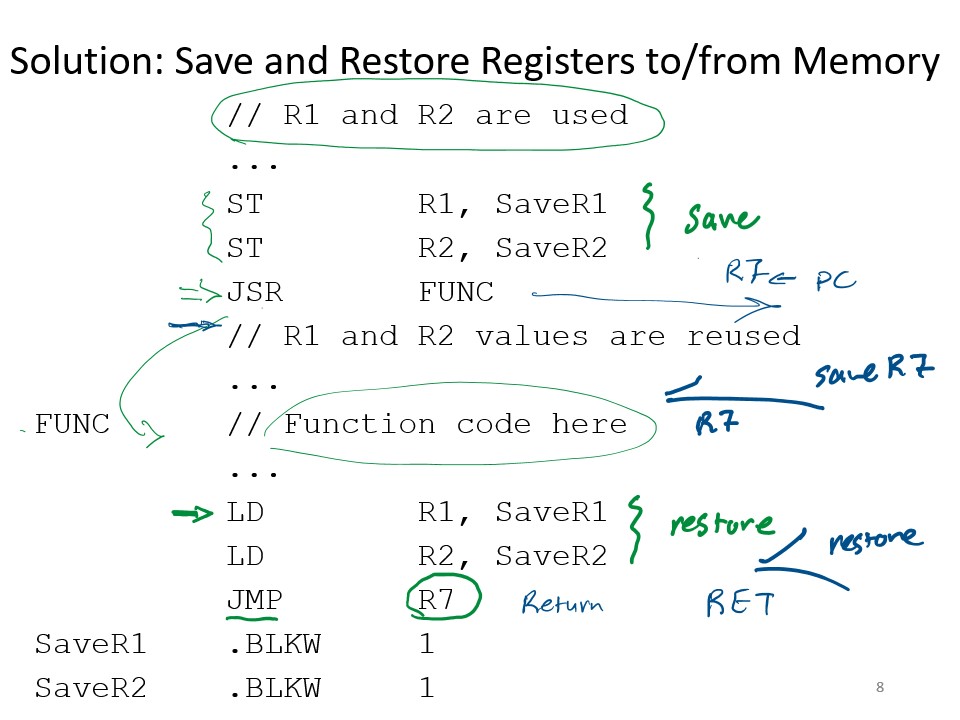 Solution: Save and Restore Registers to/from Memory
// R1 and R2 are used
...
ST R1, SaveR1
ST R2, SaveR2
save
JSR FUNC
R7 ← PC
// R1 and R2 values are reused
...
save R7
FUNC // Function code here
R7
...
LD R1, SaveR1
LD R2, SaveR2
restore
restore
JMP R7 Return RET
SaveR1 .BLKW 1
SaveR2 .BLKW 1
8